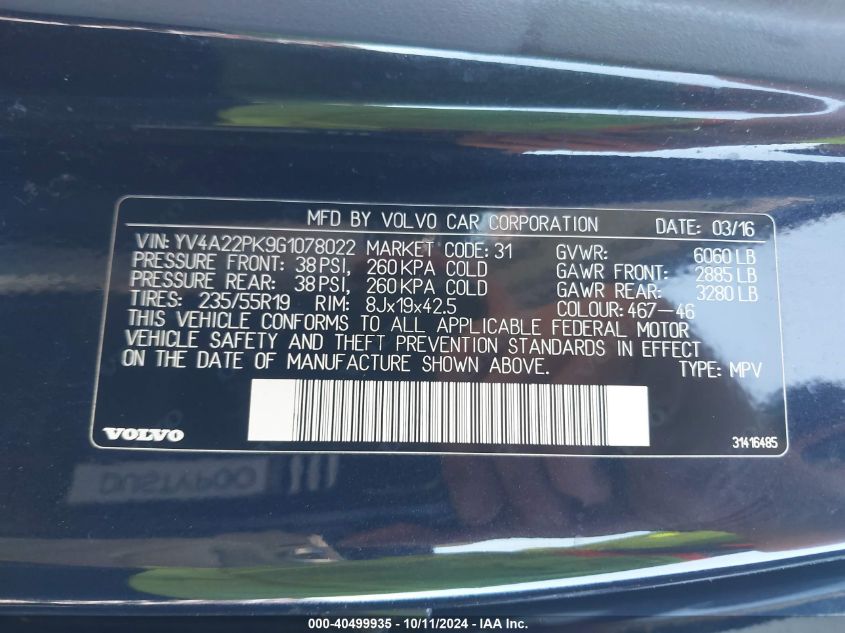 MFD BY VOLVO CAR CORPORATION DATE: 03/16
VIN: YV4A22PK9G1078022 MARKET CODE: 31 GVWR: 6060 LB
PRESSURE FRONT: 38 PSI, 260 KPA COLD GAWR FRONT: 2885 LB
PRESSURE REAR: 38 PSI, 260 KPA COLD GAWR REAR: 3280 LB
TIRES: 235/55R19 RIM: 8Jx19x42.5 COLOUR: 467-46
THIS VEHICLE CONFORMS TO ALL APPLICABLE FEDERAL MOTOR
VEHICLE SAFETY AND THEFT PREVENTION STANDARDS IN EFFECT
ON THE DATE OF MANUFACTURE SHOWN ABOVE. TYPE: MPV
VOLVO 31416485
DUSTYPOO
000-40499935 - 10/11/2024 - IAA Inc.